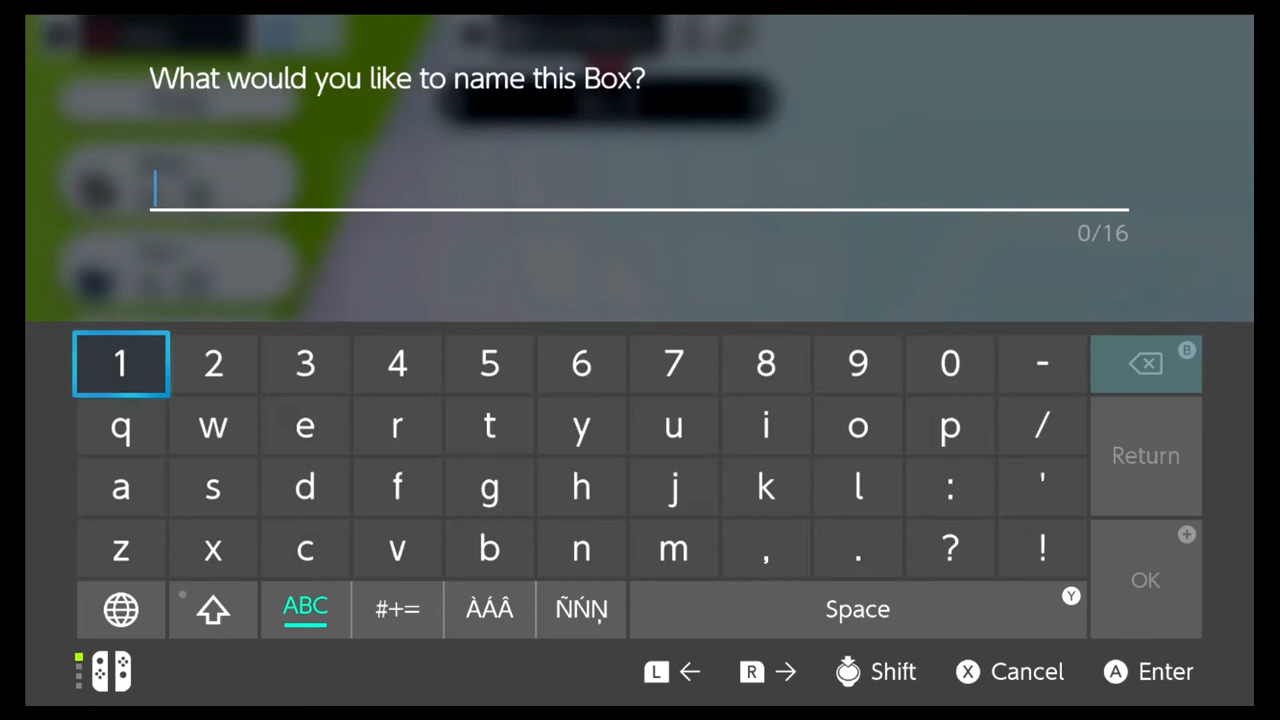 What would you like to name this Box?
0/16
1 2 3 4 5 6 7 8 9 0 - B
q w e r t y u i o p / Return
a s d f g h j k l : '
z x c v b n m , . ? ! + OK
ABC #+= ÀÁÂ ÑŃŅ Space Y
L ← R → Shift X Cancel A Enter